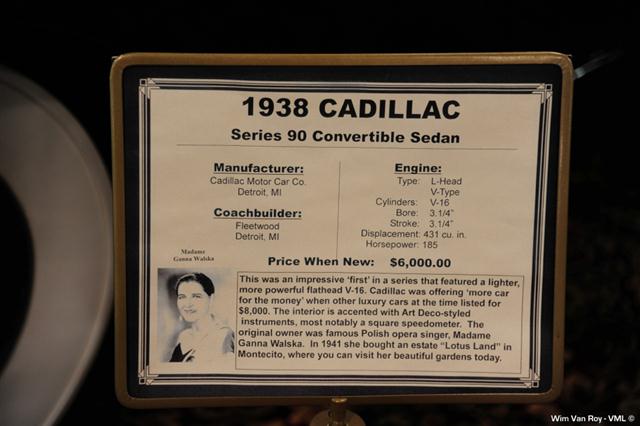 1938 CADILLAC
Series 90 Convertible Sedan
Manufacturer:
Cadillac Motor Car Co.
Detroit, MI
Coachbuilder:
Fleetwood
Detroit, MI
Engine:
Type: L-Head
V-Type
Cylinders: V-16
Bore: 3.1/4"
Stroke: 3.1/4"
Displacement: 431 cu. in.
Horsepower: 185
Price When New: $6,000.00
Madame
Ganna Walska
This was an impressive 'first' in a series that featured a lighter,
more powerful flathead V-16. Cadillac was offering 'more car
for the money' when other luxury cars at the time listed for
$8,000. The interior is accented with Art Deco-styled
instruments, most notably a square speedometer. The
original owner was famous Polish opera singer, Madame
Ganna Walska. In 1941 she bought an estate "Lotus Land" in
Montecito, where you can visit her beautiful gardens today.
Wim Van Roy - VML ©